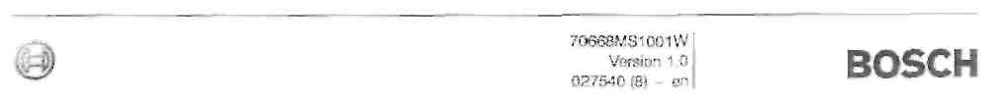 70668MS1001W
Version 1.0
027540 (8) – en
BOSCH